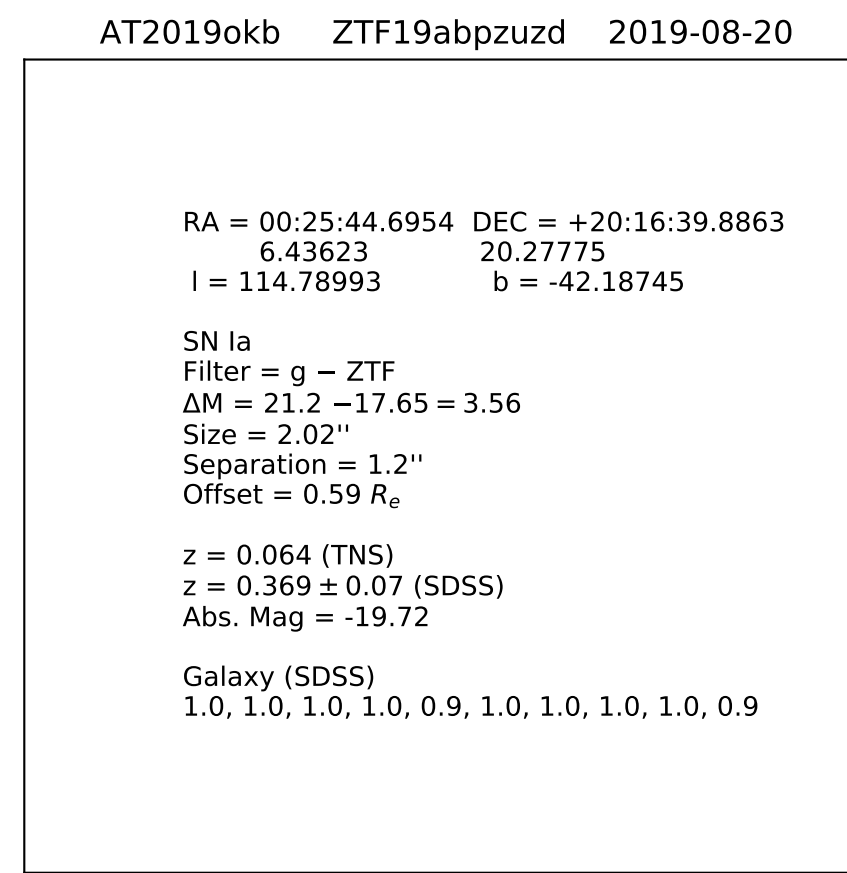 AT2019okb ZTF19abpzuzd 2019-08-20
RA = 00:25:44.6954 DEC = +20:16:39.8863
6.43623 20.27775
l = 114.78993 b = -42.18745
SN Ia
Filter = g − ZTF
ΔM = 21.2 −17.65 = 3.56
Size = 2.02''
Separation = 1.2''
Offset = 0.59 Re
z = 0.064 (TNS)
z = 0.369 ± 0.07 (SDSS)
Abs. Mag = -19.72
Galaxy (SDSS)
1.0, 1.0, 1.0, 1.0, 0.9, 1.0, 1.0, 1.0, 1.0, 0.9